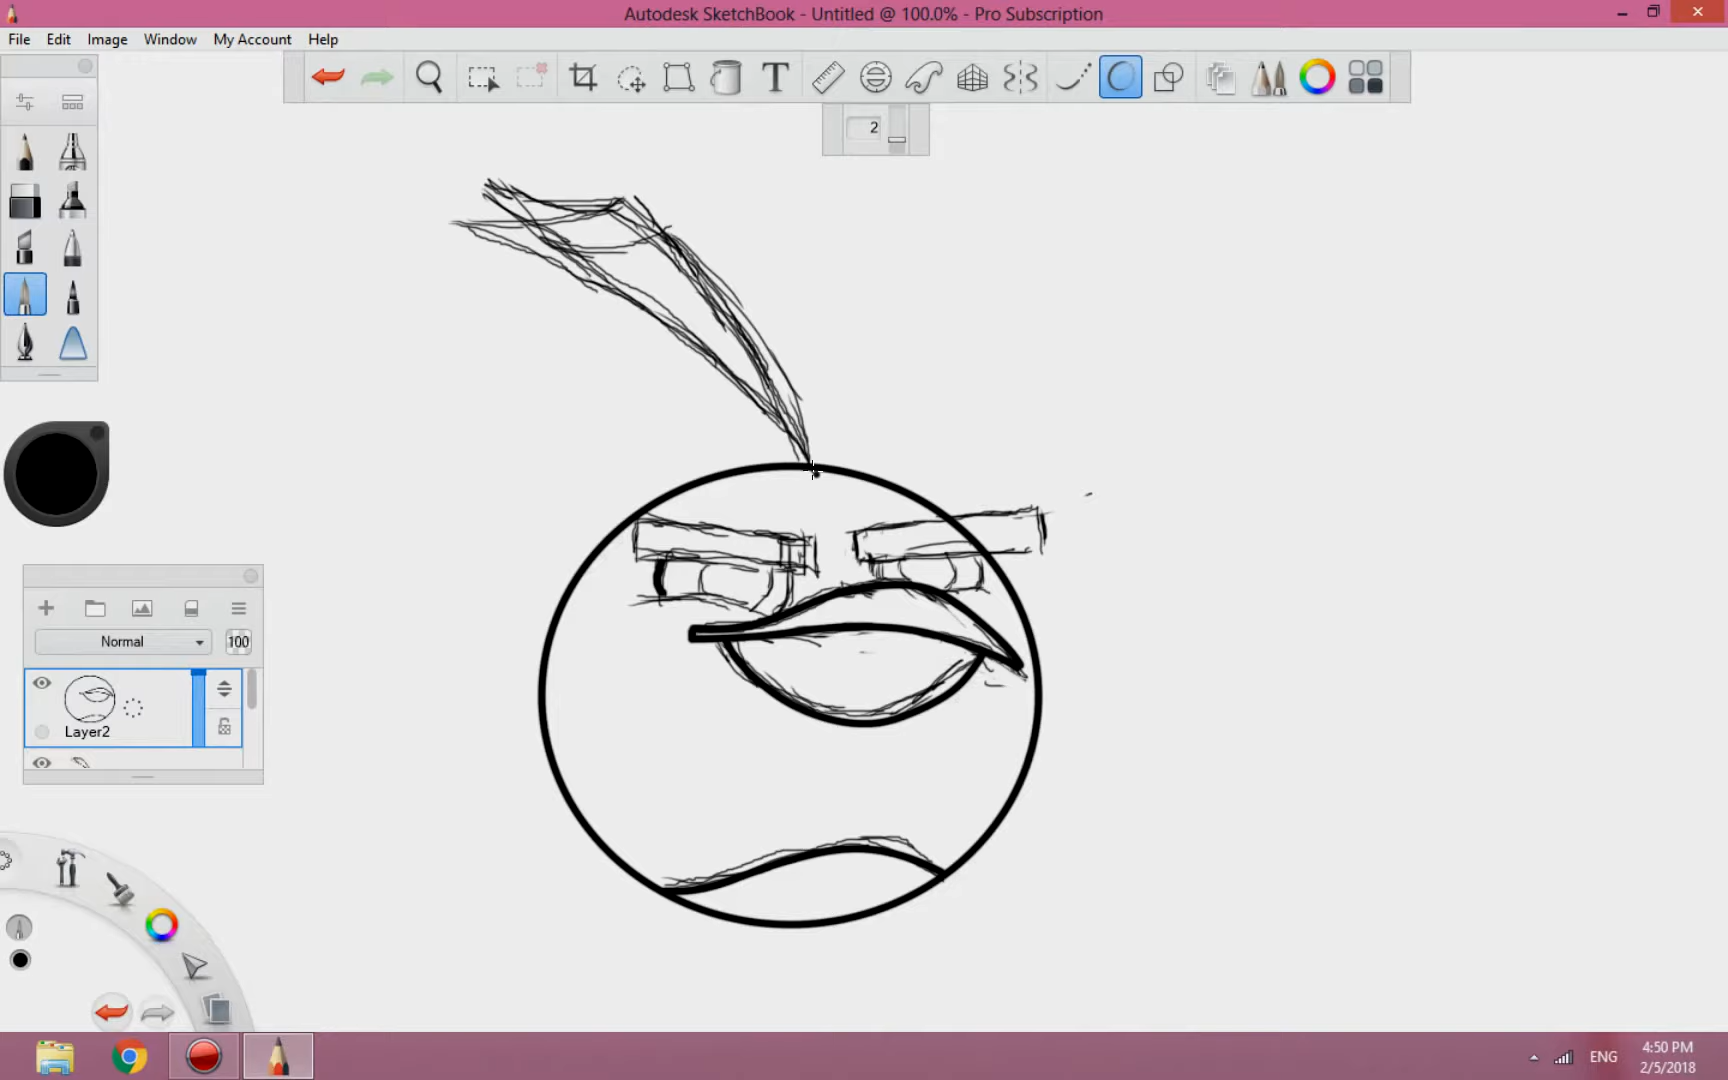 Autodesk SketchBook - Untitled @ 100.0% - Pro Subscription
File Edit Image Window My Account Help
T
2
Normal 100
Layer2
ENG
4:50 PM
2/5/2018